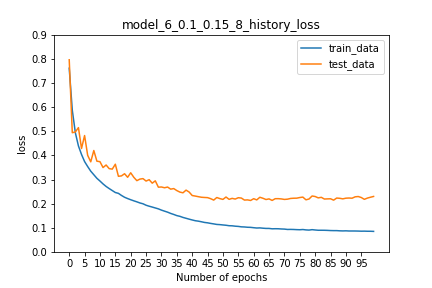 model_6_0.1_0.15_8_history_loss
train_data
test_data
0.9
0.8
0.7
0.6
0.5
0.4
0.3
0.2
0.1
0.0
loss
0 5 10 15 20 25 30 35 40 45 50 55 60 65 70 75 80 85 90 95
Number of epochs